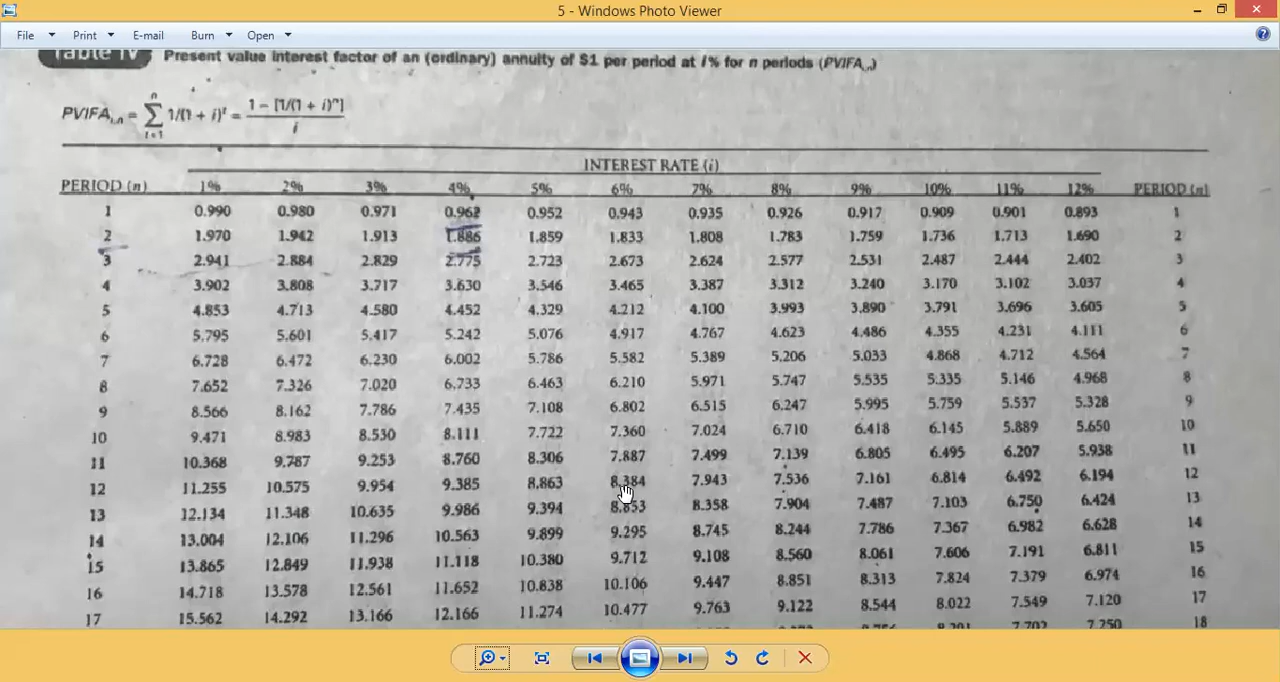 5 - Windows Photo Viewer
File Print E-mail Burn Open
Table IV Present value interest factor of an (ordinary) annuity of $1 per period at i% for n periods (PVIFAi,n)
PVIFAi,n = n Σ t=1 1/(1 + i)^t = 1 − [1/(1 + i)^n] / i
INTEREST RATE (i)
PERIOD (n) 1% 2% 3% 4% 5% 6% 7% 8% 9% 10% 11% 12% PERIOD (n)
1 0.990 0.980 0.971 0.962 0.952 0.943 0.935 0.926 0.917 0.909 0.901 0.893 1
2 1.970 1.942 1.913 1.886 1.859 1.833 1.808 1.783 1.759 1.736 1.713 1.690 2
3 2.941 2.884 2.829 2.775 2.723 2.673 2.624 2.577 2.531 2.487 2.444 2.402 3
4 3.902 3.808 3.717 3.630 3.546 3.465 3.387 3.312 3.240 3.170 3.102 3.037 4
5 4.853 4.713 4.580 4.452 4.329 4.212 4.100 3.993 3.890 3.791 3.696 3.605 5
6 5.795 5.601 5.417 5.242 5.076 4.917 4.767 4.623 4.486 4.355 4.231 4.111 6
7 6.728 6.472 6.230 6.002 5.786 5.582 5.389 5.206 5.033 4.868 4.712 4.564 7
8 7.652 7.326 7.020 6.733 6.463 6.210 5.971 5.747 5.535 5.335 5.146 4.968 8
9 8.566 8.162 7.786 7.435 7.108 6.802 6.515 6.247 5.995 5.759 5.537 5.328 9
10 9.471 8.983 8.530 8.111 7.722 7.360 7.024 6.710 6.418 6.145 5.889 5.650 10
11 10.368 9.787 9.253 8.760 8.306 7.887 7.499 7.139 6.805 6.495 6.207 5.938 11
12 11.255 10.575 9.954 9.385 8.863 8.384 7.943 7.536 7.161 6.814 6.492 6.194 12
13 12.134 11.348 10.635 9.986 9.394 8.853 8.358 7.904 7.487 7.103 6.750 6.424 13
14 13.004 12.106 11.296 10.563 9.899 9.295 8.745 8.244 7.786 7.367 6.982 6.628 14
15 13.865 12.849 11.938 11.118 10.380 9.712 9.108 8.560 8.061 7.606 7.191 6.811 15
16 14.718 13.578 12.561 11.652 10.838 10.106 9.447 8.851 8.313 7.824 7.379 6.974 16
17 15.562 14.292 13.166 12.166 11.274 10.477 9.763 9.122 8.544 8.022 7.549 7.120 17
7.702 7.250 18